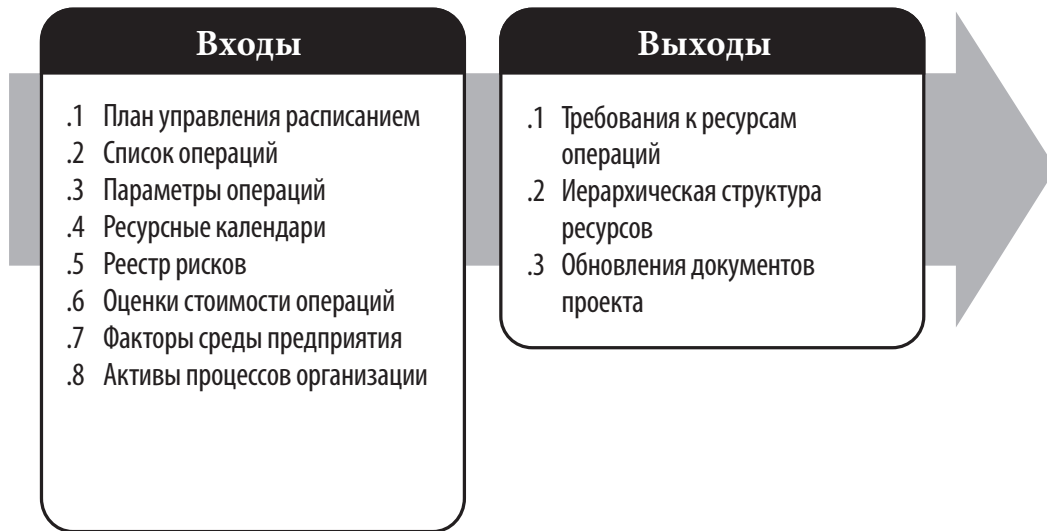 Входы
.1 План управления расписанием
.2 Список операций
.3 Параметры операций
.4 Ресурсные календари
.5 Реестр рисков
.6 Оценки стоимости операций
.7 Факторы среды предприятия
.8 Активы процессов организации
Выходы
.1 Требования к ресурсам
операций
.2 Иерархическая структура
ресурсов
.3 Обновления документов
проекта